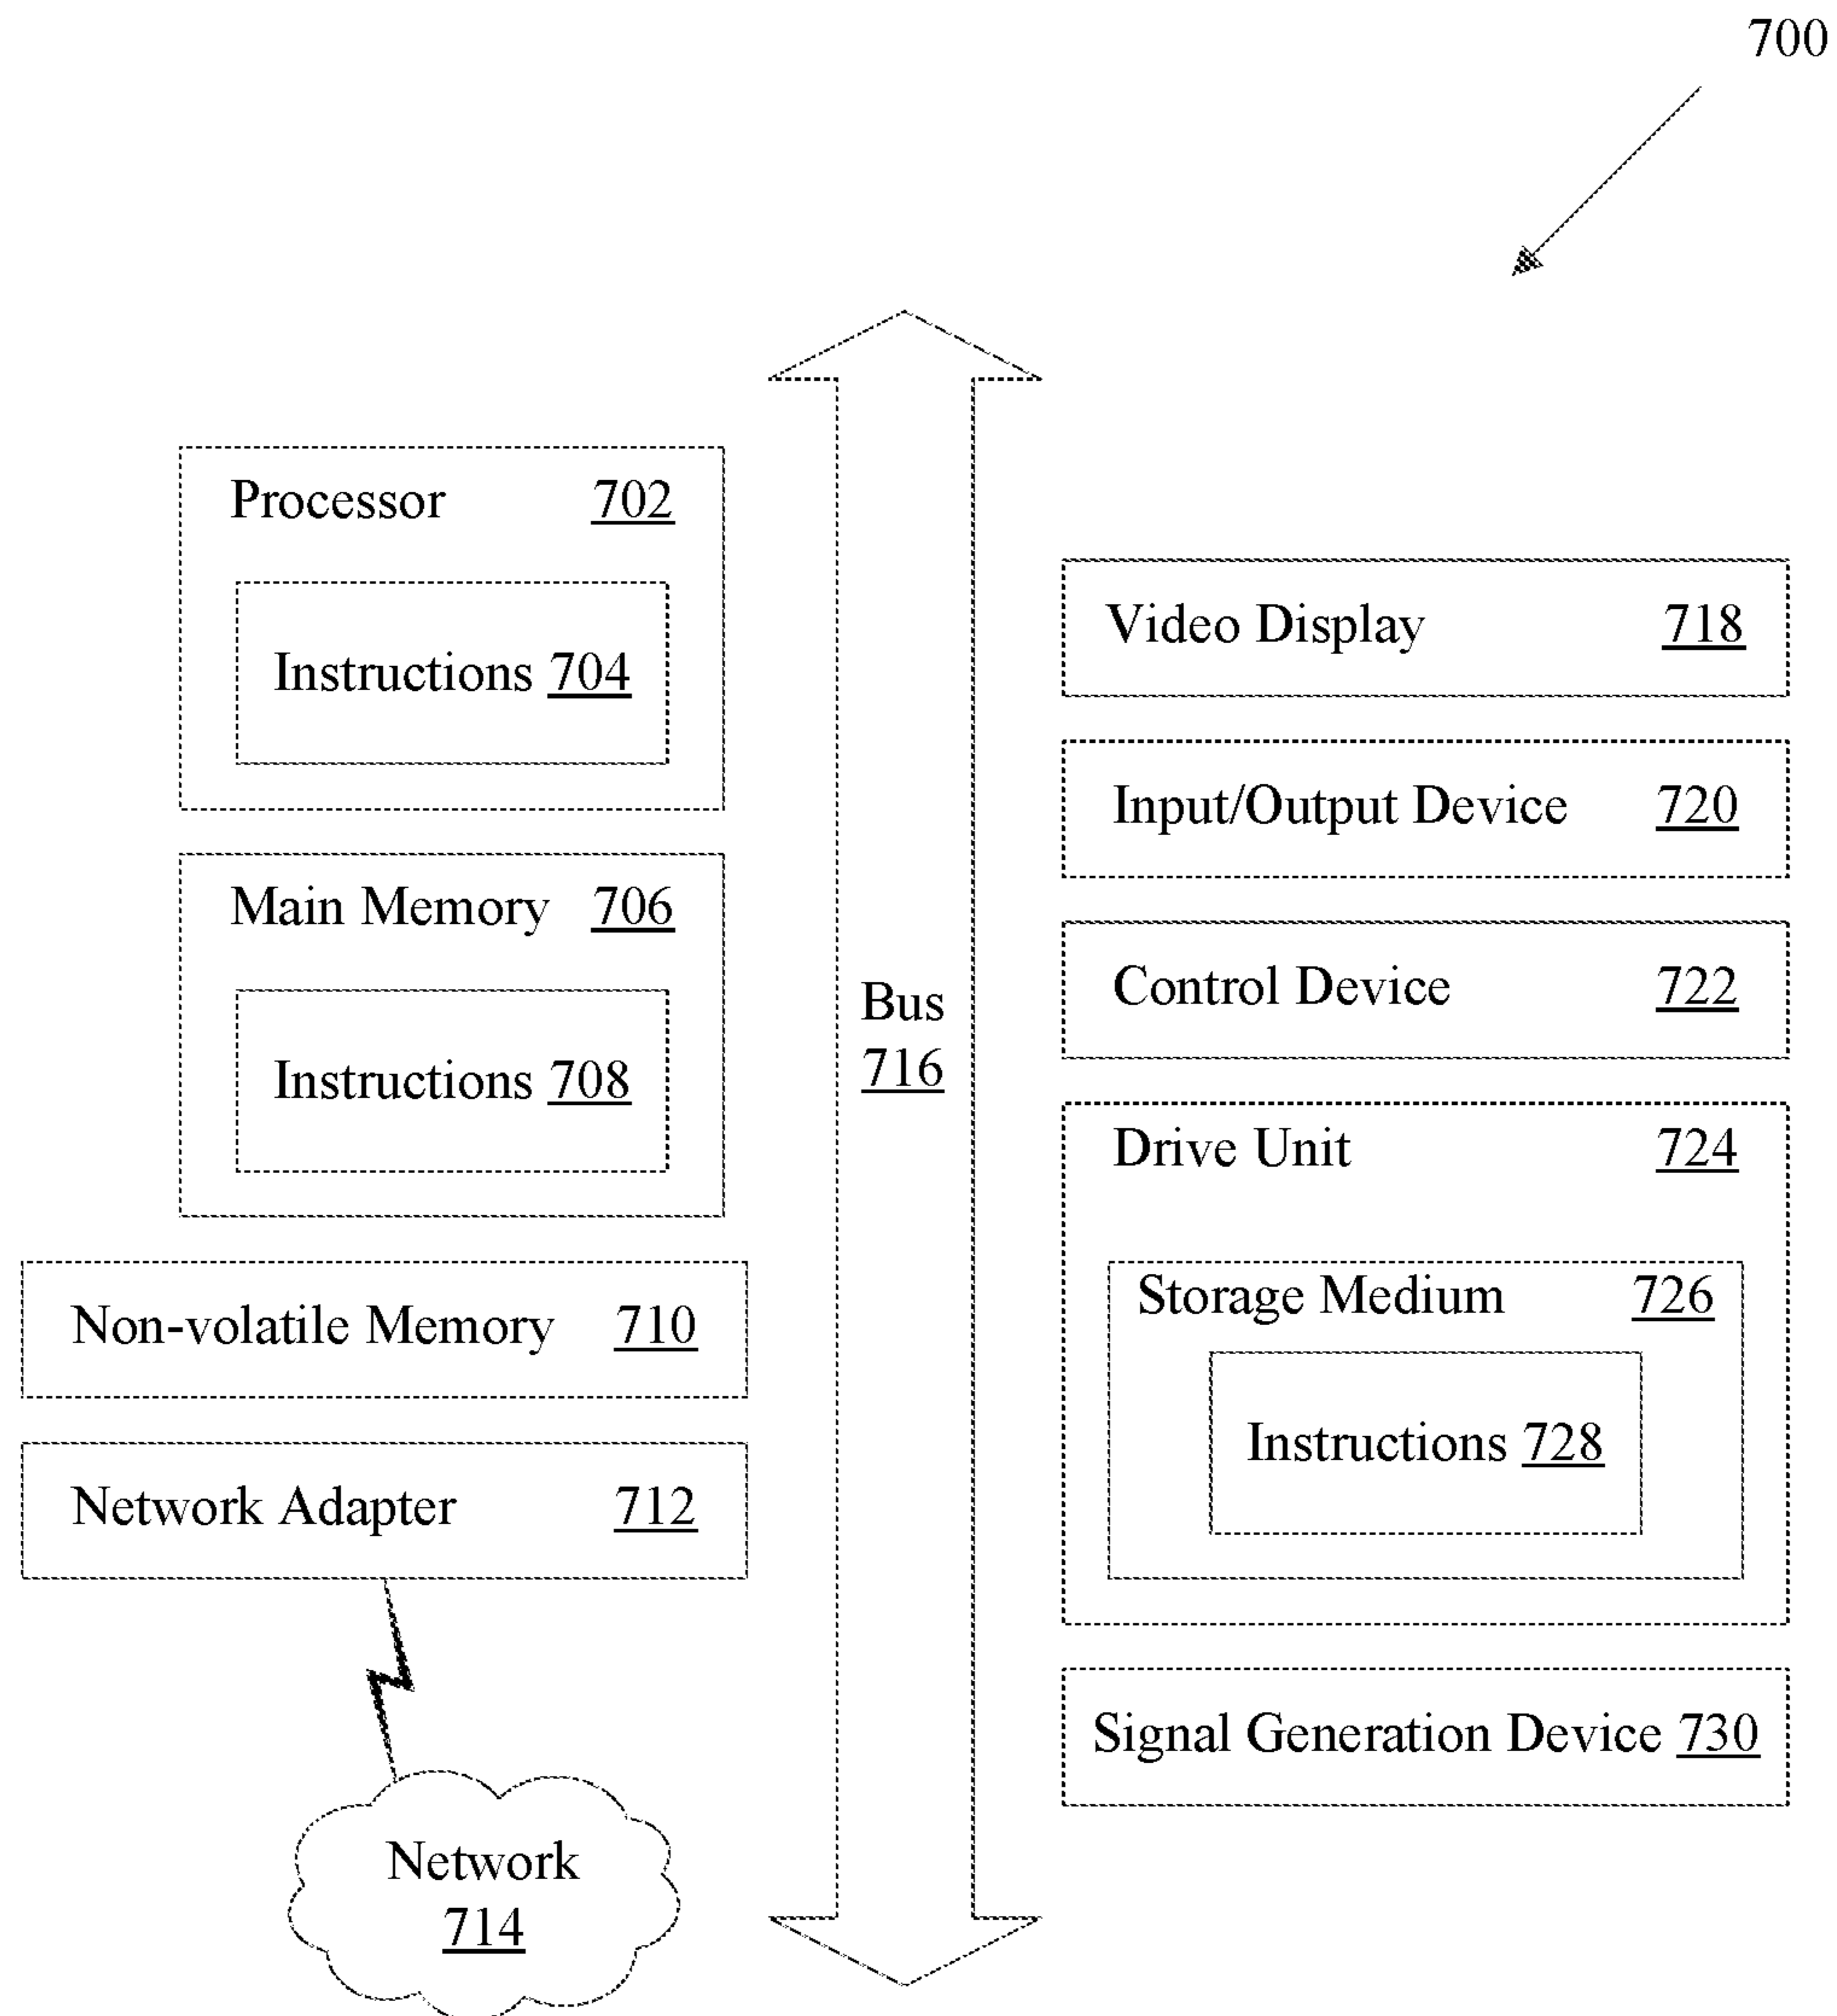 700
Processor 702
Instructions 704
Main Memory 706
Instructions 708
Non-volatile Memory 710
Network Adapter 712
Network
714
Bus
716
Video Display 718
Input/Output Device 720
Control Device 722
Drive Unit 724
Storage Medium 726
Instructions 728
Signal Generation Device 730